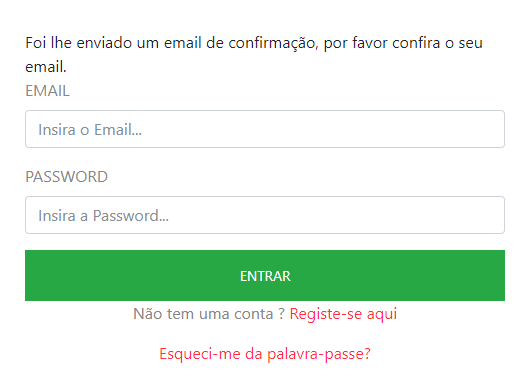 Foi lhe enviado um email de confirmação, por favor confira o seu
email.
EMAIL
Insira o Email...
PASSWORD
Insira a Password...
ENTRAR
Não tem uma conta ? Registe-se aqui
Esqueci-me da palavra-passe?